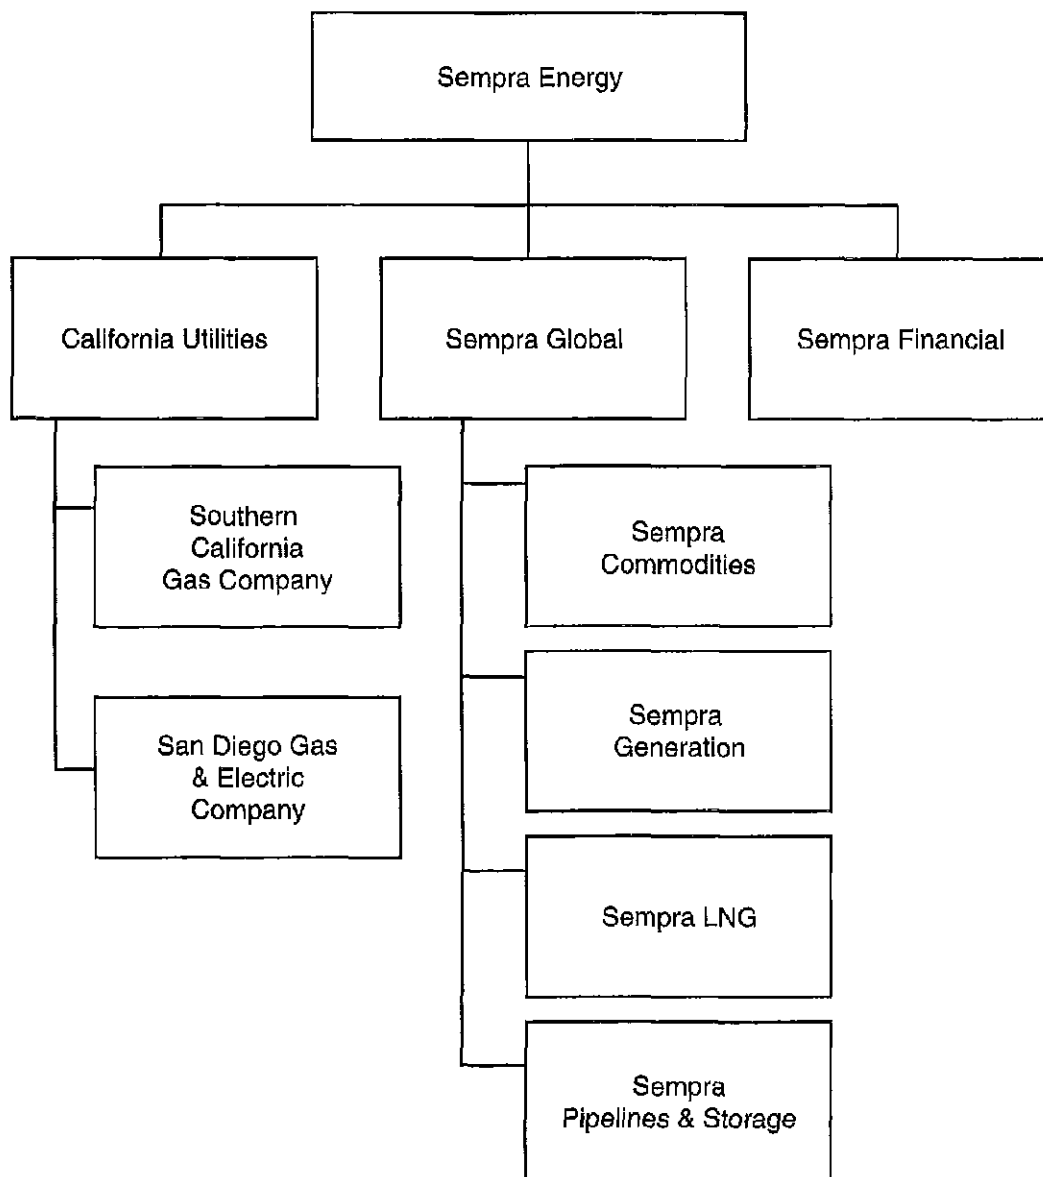 Sempra Energy
California Utilities
Sempra Global
Sempra Financial
Southern
California
Gas Company
San Diego Gas
& Electric
Company
Sempra
Commodities
Sempra
Generation
Sempra LNG
Sempra
Pipelines & Storage